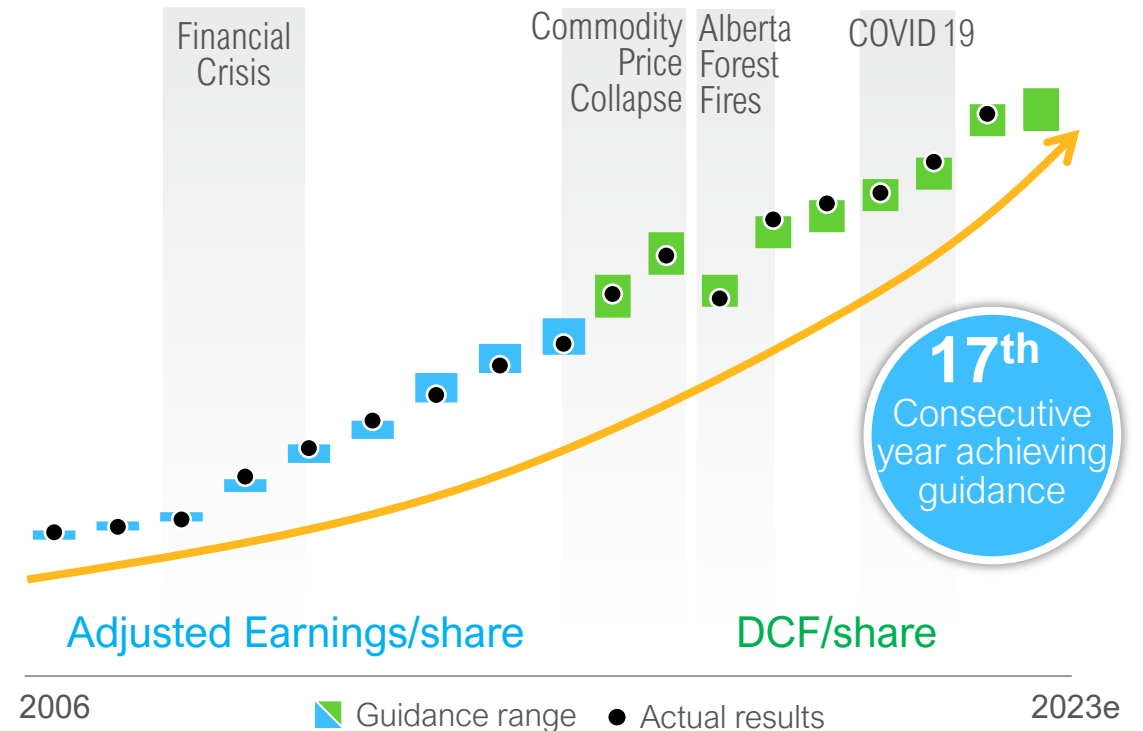 Financial
Crisis
Commodity
Price
Collapse
Alberta
Forest
Fires
COVID 19
17th
Consecutive
year achieving
guidance
Adjusted Earnings/share
DCF/share
2006
Guidance range
Actual results
2023e